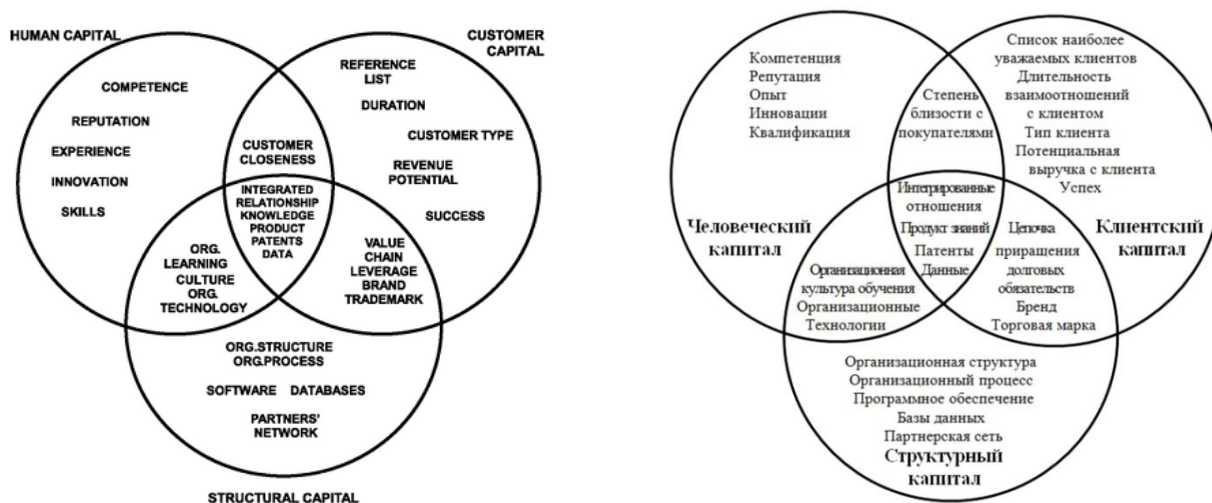 HUMAN CAPITAL
CUSTOMER
CAPITAL
COMPETENCE
REPUTATION
EXPERIENCE
INNOVATION
SKILLS
REFERENCE
LIST
DURATION
CUSTOMER TYPE
REVENUE
POTENTIAL
SUCCESS
CUSTOMER
CLOSENESS
INTEGRATED
RELATIONSHIP
KNOWLEDGE
PRODUCT
PATENTS
DATA
ORG.
LEARNING
CULTURE
ORG.
TECHNOLOGY
VALUE
CHAIN
LEVERAGE
BRAND
TRADEMARK
ORG.STRUCTURE
ORG.PROCESS
SOFTWARE DATABASES
PARTNERS'
NETWORK
STRUCTURAL CAPITAL
Компетенция
Репутация
Опыт
Инновации
Квалификация
Степень
близости с
покупателями
Список наиболее
уважаемых клиентов
Длительность
взаимоотношений
с клиентом
Тип клиента
Потенциальная
выручка с клиента
Успех
Человеческий
капитал
Интегрированные
отношения
Продукт знаний
Патенты
Данные
Клиентский
капитал
Организационная
культура обучения
Организационные
Технологии
Цепочка
приращения
долговых
обязательств
Бренд
Торговая марка
Организационная структура
Организационный процесс
Программное обеспечение
Базы данных
Партнерская сеть
Структурный
капитал